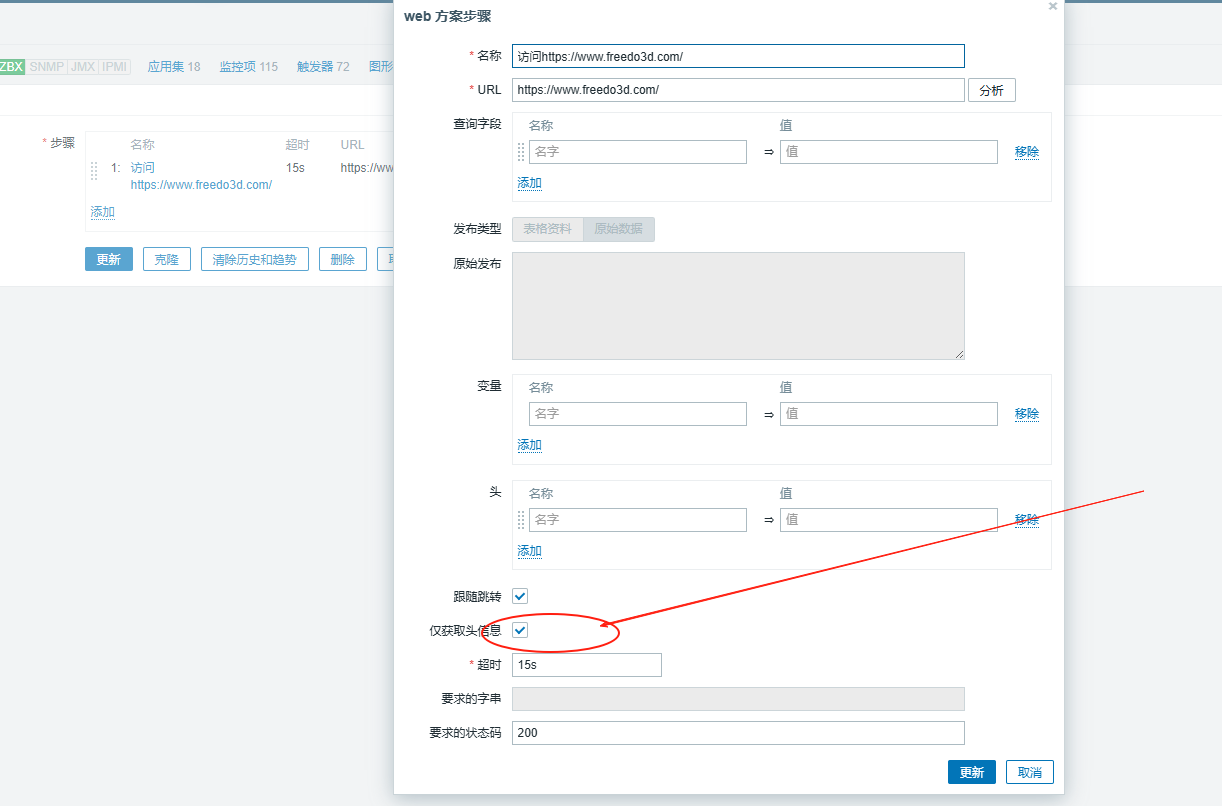 web 方案步骤
* 名称 访问https://www.freedo3d.com/
* URL https://www.freedo3d.com/ 分析
查询字段 名称 值
名字 ⇒ 值 移除
添加
发布类型 表格资料 原始数据
原始发布
变量 名称 值
名字 ⇒ 值 移除
添加
头 名称 值
名字 ⇒ 值 移除
添加
跟随跳转
仅获取头信息
* 超时 15s
要求的字串
要求的状态码 200
更新 取消
ZBX SNMP JMX IPMI 应用集 18 监控项 115 触发器 72 图形
* 步骤 名称 超时 URL
1: 访问 15s https://ww
https://www.freedo3d.com/
添加
更新 克隆 清除历史和趋势 删除